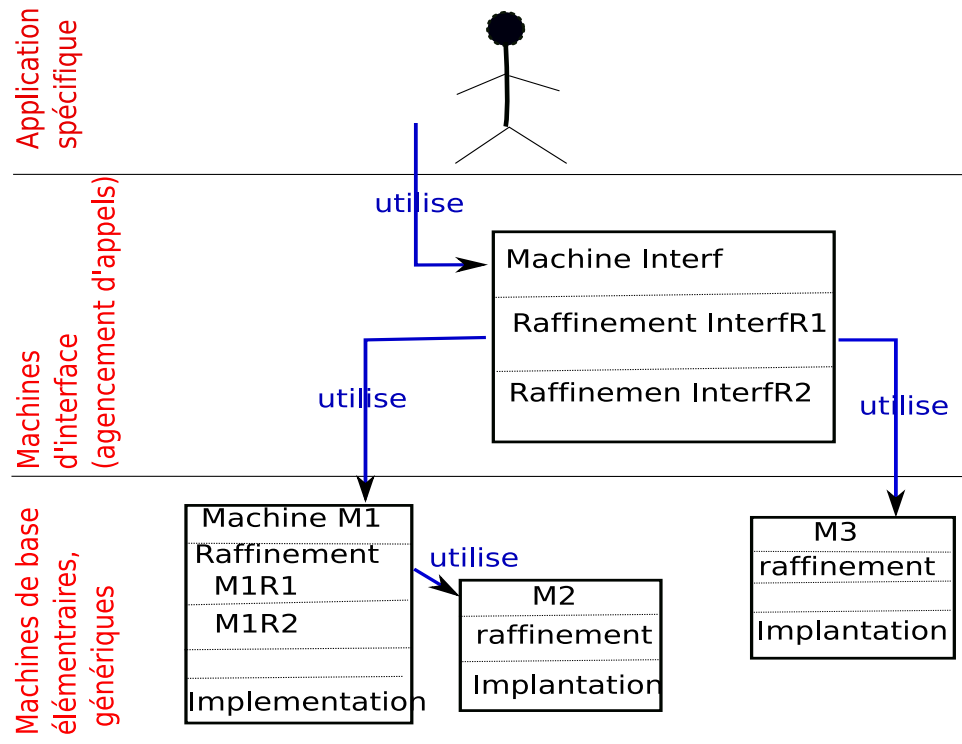 Application
spécifique
utilise
Machines
d'interface
(agencement d'appels)
Machine Interf
Raffinement InterfR1
Raffinemen InterfR2
utilise
utilise
Machines de base
élémentraires,
génériques
Machine M1
Raffinement
M1R1
M1R2
Implementation
utilise
M2
raffinement
Implantation
M3
raffinement
Implantation